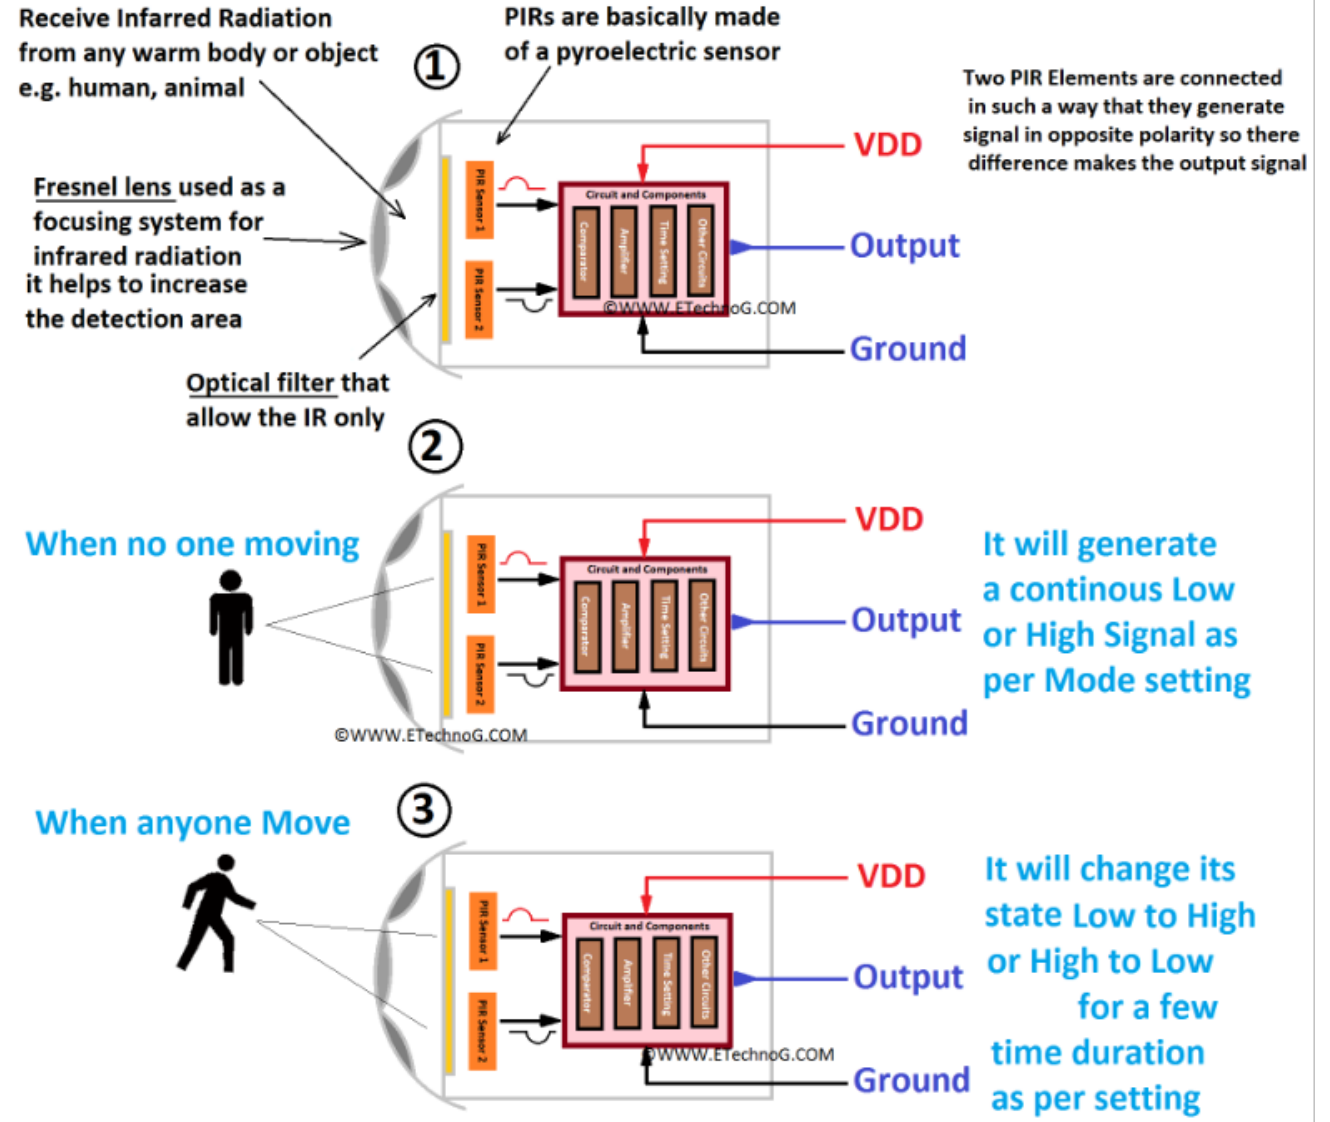 Receive Infarred Radiation
from any warm body or object
e.g. human, animal
PIRs are basically made
of a pyroelectric sensor
1
Two PIR Elements are connected
in such a way that they generate
signal in opposite polarity so there
difference makes the output signal
Fresnel lens used as a
focusing system for
infrared radiation
it helps to increase
the detection area
Optical filter that
allow the IR only
PIR Sensor 1
PIR Sensor 2
Circuit and Components
Comparator
Amplifier
Time Setting
Other Circuits
VDD
Output
Ground
©WWW.ETechnoG.COM
2
When no one moving
PIR Sensor 1
PIR Sensor 2
Circuit and Components
Comparator
Amplifier
Time Setting
Other Circuits
VDD
Output
Ground
©WWW.ETechnoG.COM
It will generate
a continous Low
or High Signal as
per Mode setting
3
When anyone Move
PIR Sensor 1
PIR Sensor 2
Circuit and Components
Comparator
Amplifier
Time Setting
Other Circuits
VDD
Output
Ground
©WWW.ETechnoG.COM
It will change its
state Low to High
or High to Low
for a few
time duration
as per setting